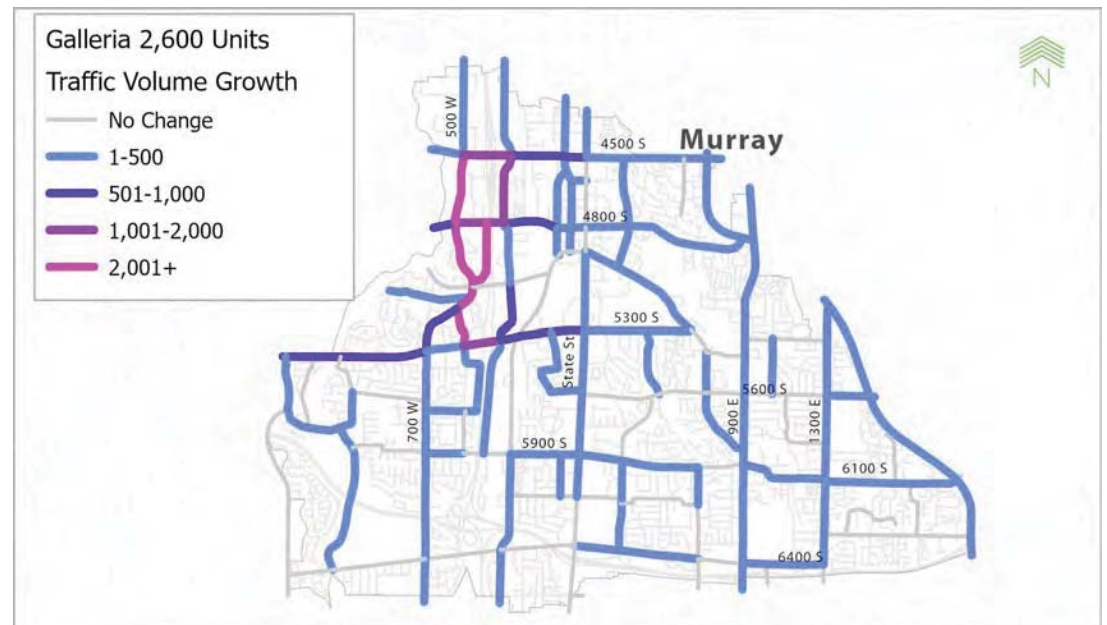 Galleria 2,600 Units
Traffic Volume Growth
No Change
1-500
501-1,000
1,001-2,000
2,001+
N
500 W
Murray
4500 S
4800 S
5300 S
State St
5600 S
700 W
900 E
1300 E
5900 S
6100 S
6400 S